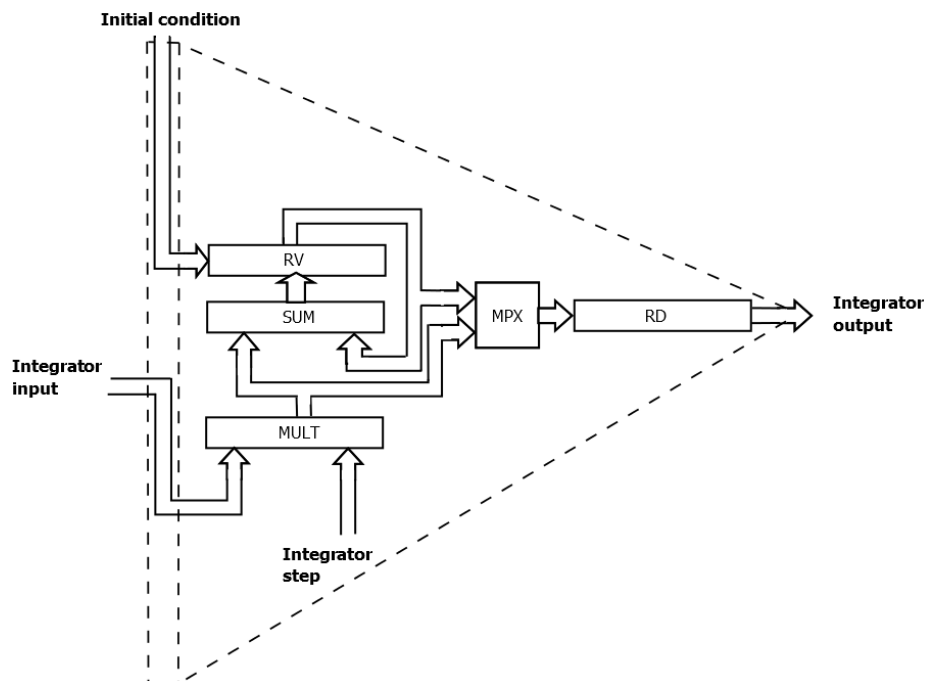 Initial condition
RV
SUM
MPX
RD
Integrator
output
Integrator
input
MULT
Integrator
step